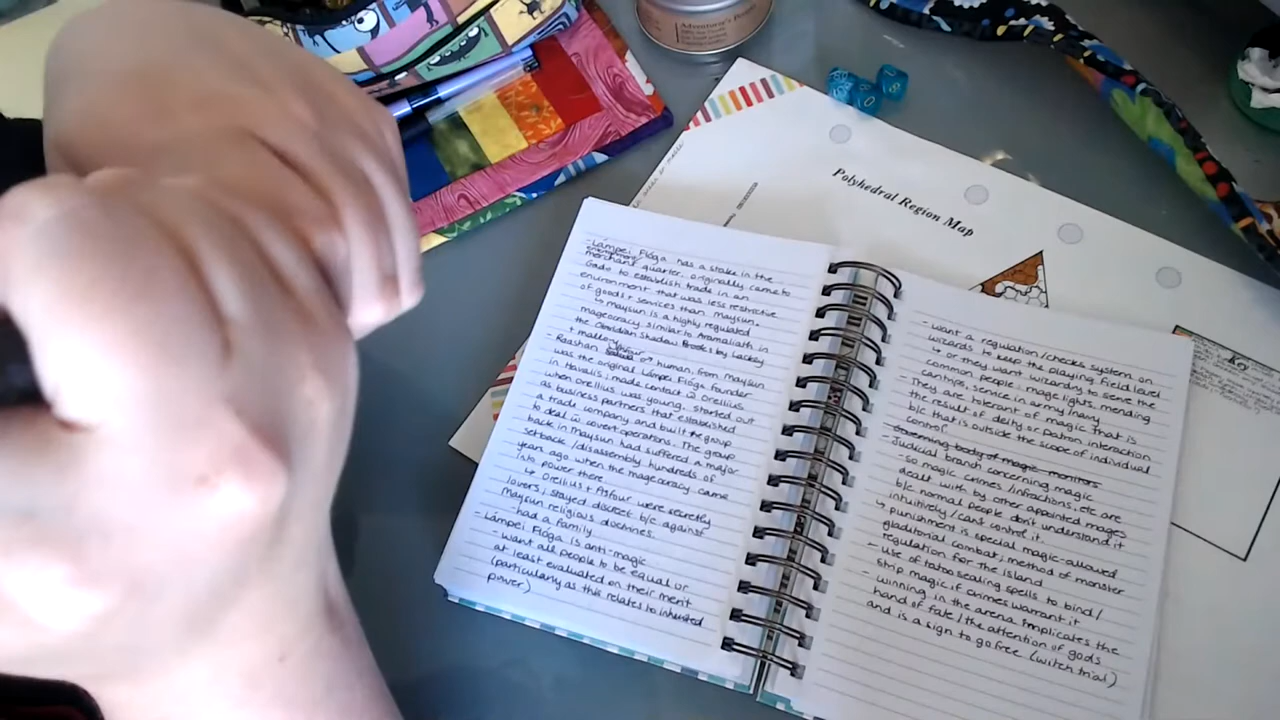 Adventurer's
Polyhedral Region Map
Key
- Lámpei Flóga has a stake in the
merchant quarter. originally came to
Gade to establish trade in an
environment that was less restrictive
of goods + services than Maysun.
↳ Maysun is a highly regulated
mageocracy similar to Aramaliath in
the Obsidian Shadow Books by Lackey
+ Mallory
- Raashan Asfour ♂ human, from Maysun
was the original Lámpei Flóga founder
in Havalis; made contact w Orellius
when Orellius was young, started out
as business partners that established
a trade company and built the group
to deal w covert operations. The group
back in Maysun had suffered a major
setback/disassembly hundreds of
years ago when the mageocracy came
into power there
↳ Orellius + Asfour were secretly
lovers; stayed discreet b/c against
Maysun religious doctrines.
- had a family
- Lámpei Flóga is anti-magic
- want all people to be equal or
at least evaluated on their merit
(particularly as this relates to inherited
power)
- want a regulation/checks system on
wizards to keep the playing field level
↳ or they want wizardry to serve the
common people; mage lights, mending
cantrips, service in army/navy
- They are tolerant of magic that is
the result of deity or patron interaction
b/c that is outside the scope of individual
control
- Governing body of magic monitors
- Judicial branch concerning magic
- so magic crimes/infractions, etc are
dealt with by other appointed mages
b/c normal people don't understand it
intuitively/can't control it
↳ punishment is special magic-allowed
gladitorial combat; method of monster
regulation for the island
- use of tatoo sealing spells to bind/
strip magic if crimes warrant it
- winning in the arena implicates the
hand of fate/the attention of gods
and is a sign to go free (witch trial)